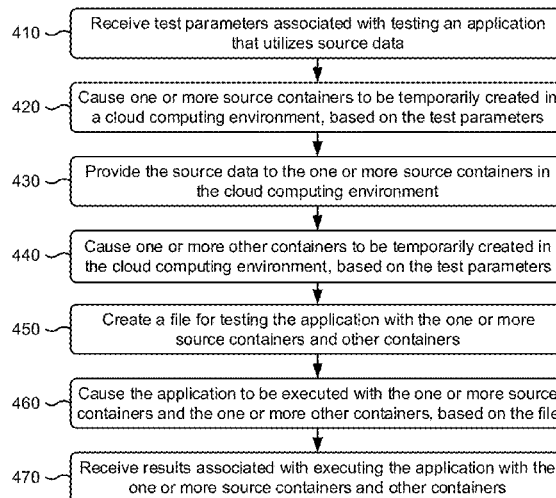 410
Receive test parameters associated with testing an application
that utilizes source data
420
Cause one or more source containers to be temporarily created in
a cloud computing environment, based on the test parameters
430
Provide the source data to the one or more source containers in
the cloud computing environment
440
Cause one or more other containers to be temporarily created in
the cloud computing environment, based on the test parameters
450
Create a file for testing the application with the one or more
source containers and other containers
460
Cause the application to be executed with the one or more source
containers and the one or more other containers, based on the file
470
Receive results associated with executing the application with the
one or more source containers and other containers